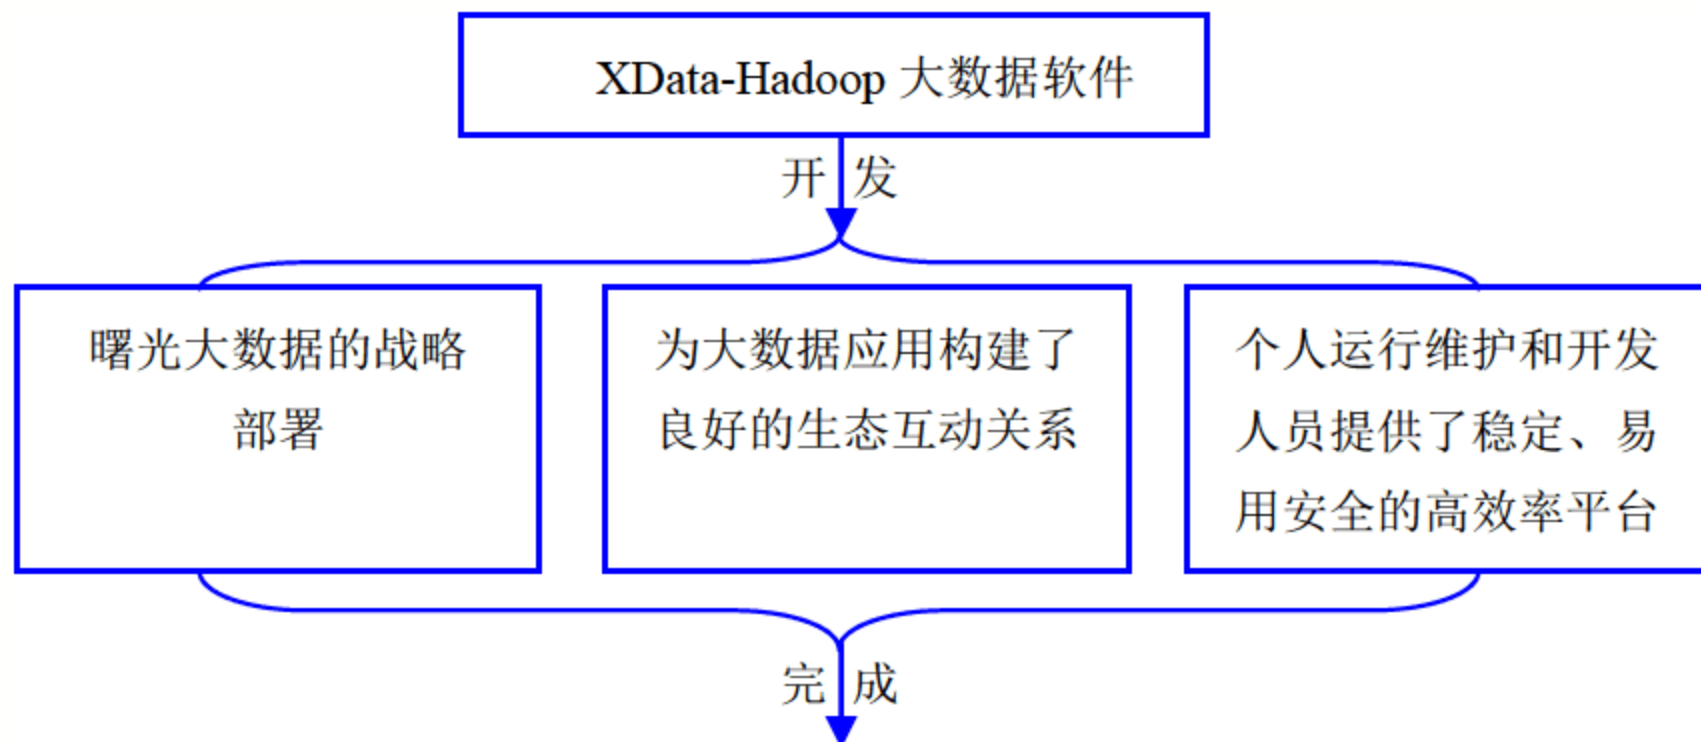 XData-Hadoop 大数据软件
开发
曙光大数据的战略
部署
为大数据应用构建了
良好的生态互动关系
个人运行维护和开发
人员提供了稳定、易
用安全的高效率平台
完成